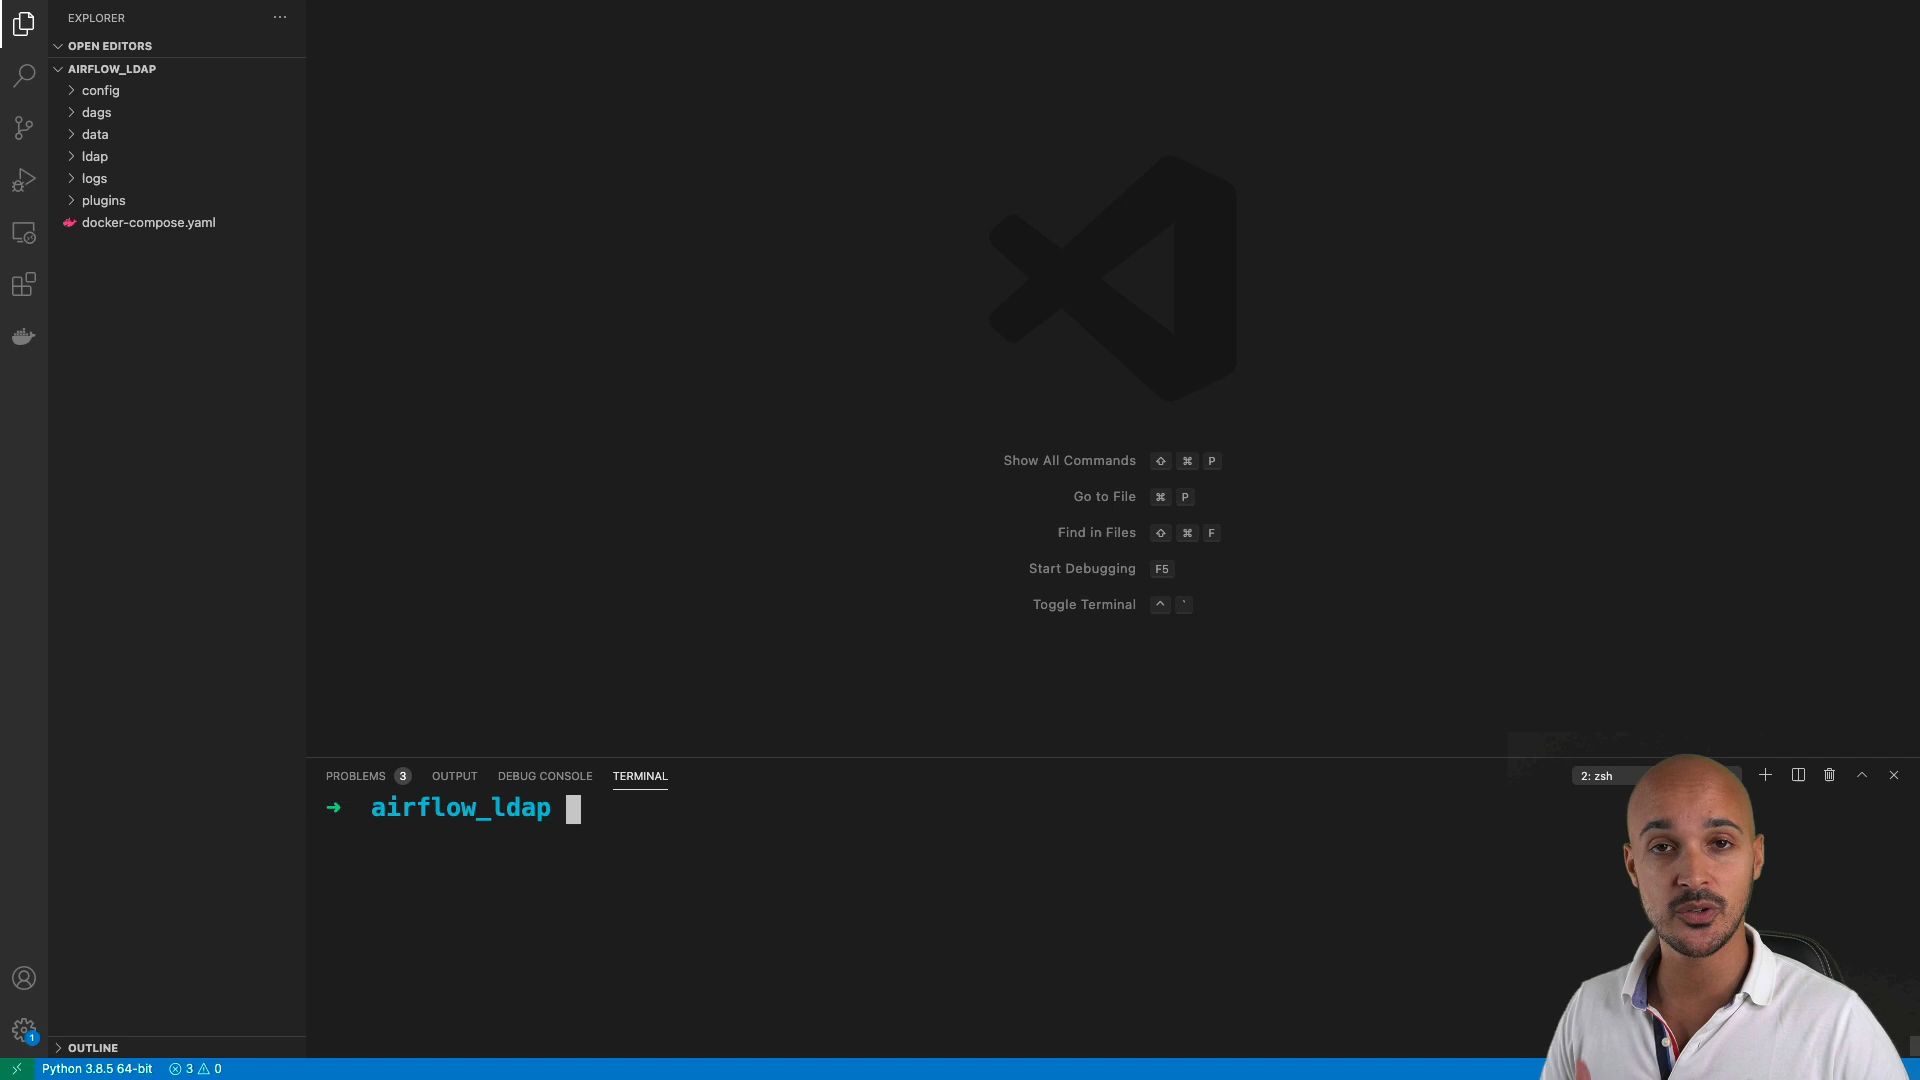 EXPLORER
OPEN EDITORS
AIRFLOW_LDAP
config
dags
data
ldap
logs
plugins
docker-compose.yaml
Show All Commands ⇧ ⌘ P
Go to File ⌘ P
Find in Files ⇧ ⌘ F
Start Debugging F5
Toggle Terminal ^ `
PROBLEMS 3 OUTPUT DEBUG CONSOLE TERMINAL 2: zsh
→ airflow_ldap
1
OUTLINE
Python 3.8.5 64-bit 3 0